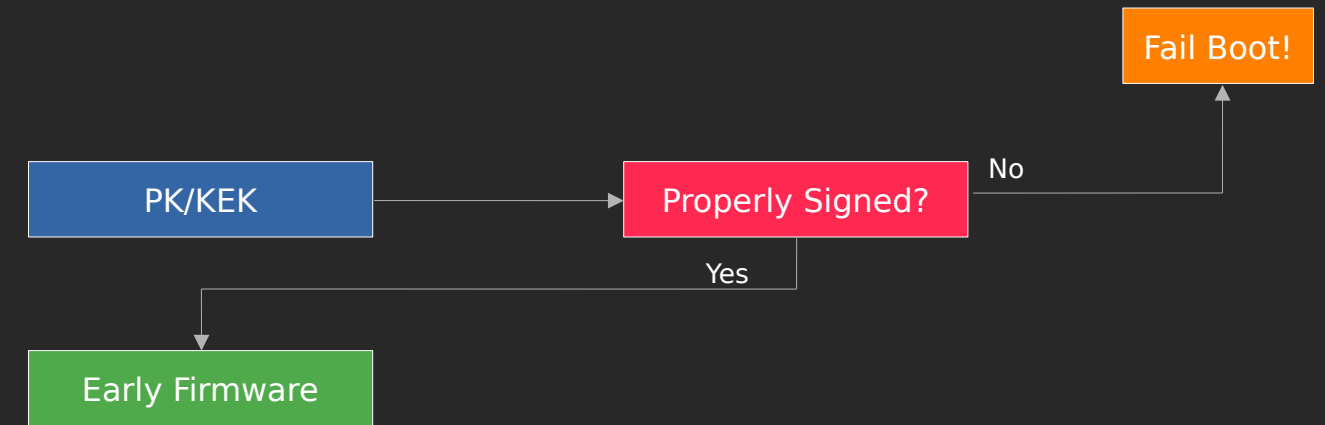 Fail Boot!
PK/KEK
Properly Signed?
No
Yes
Early Firmware